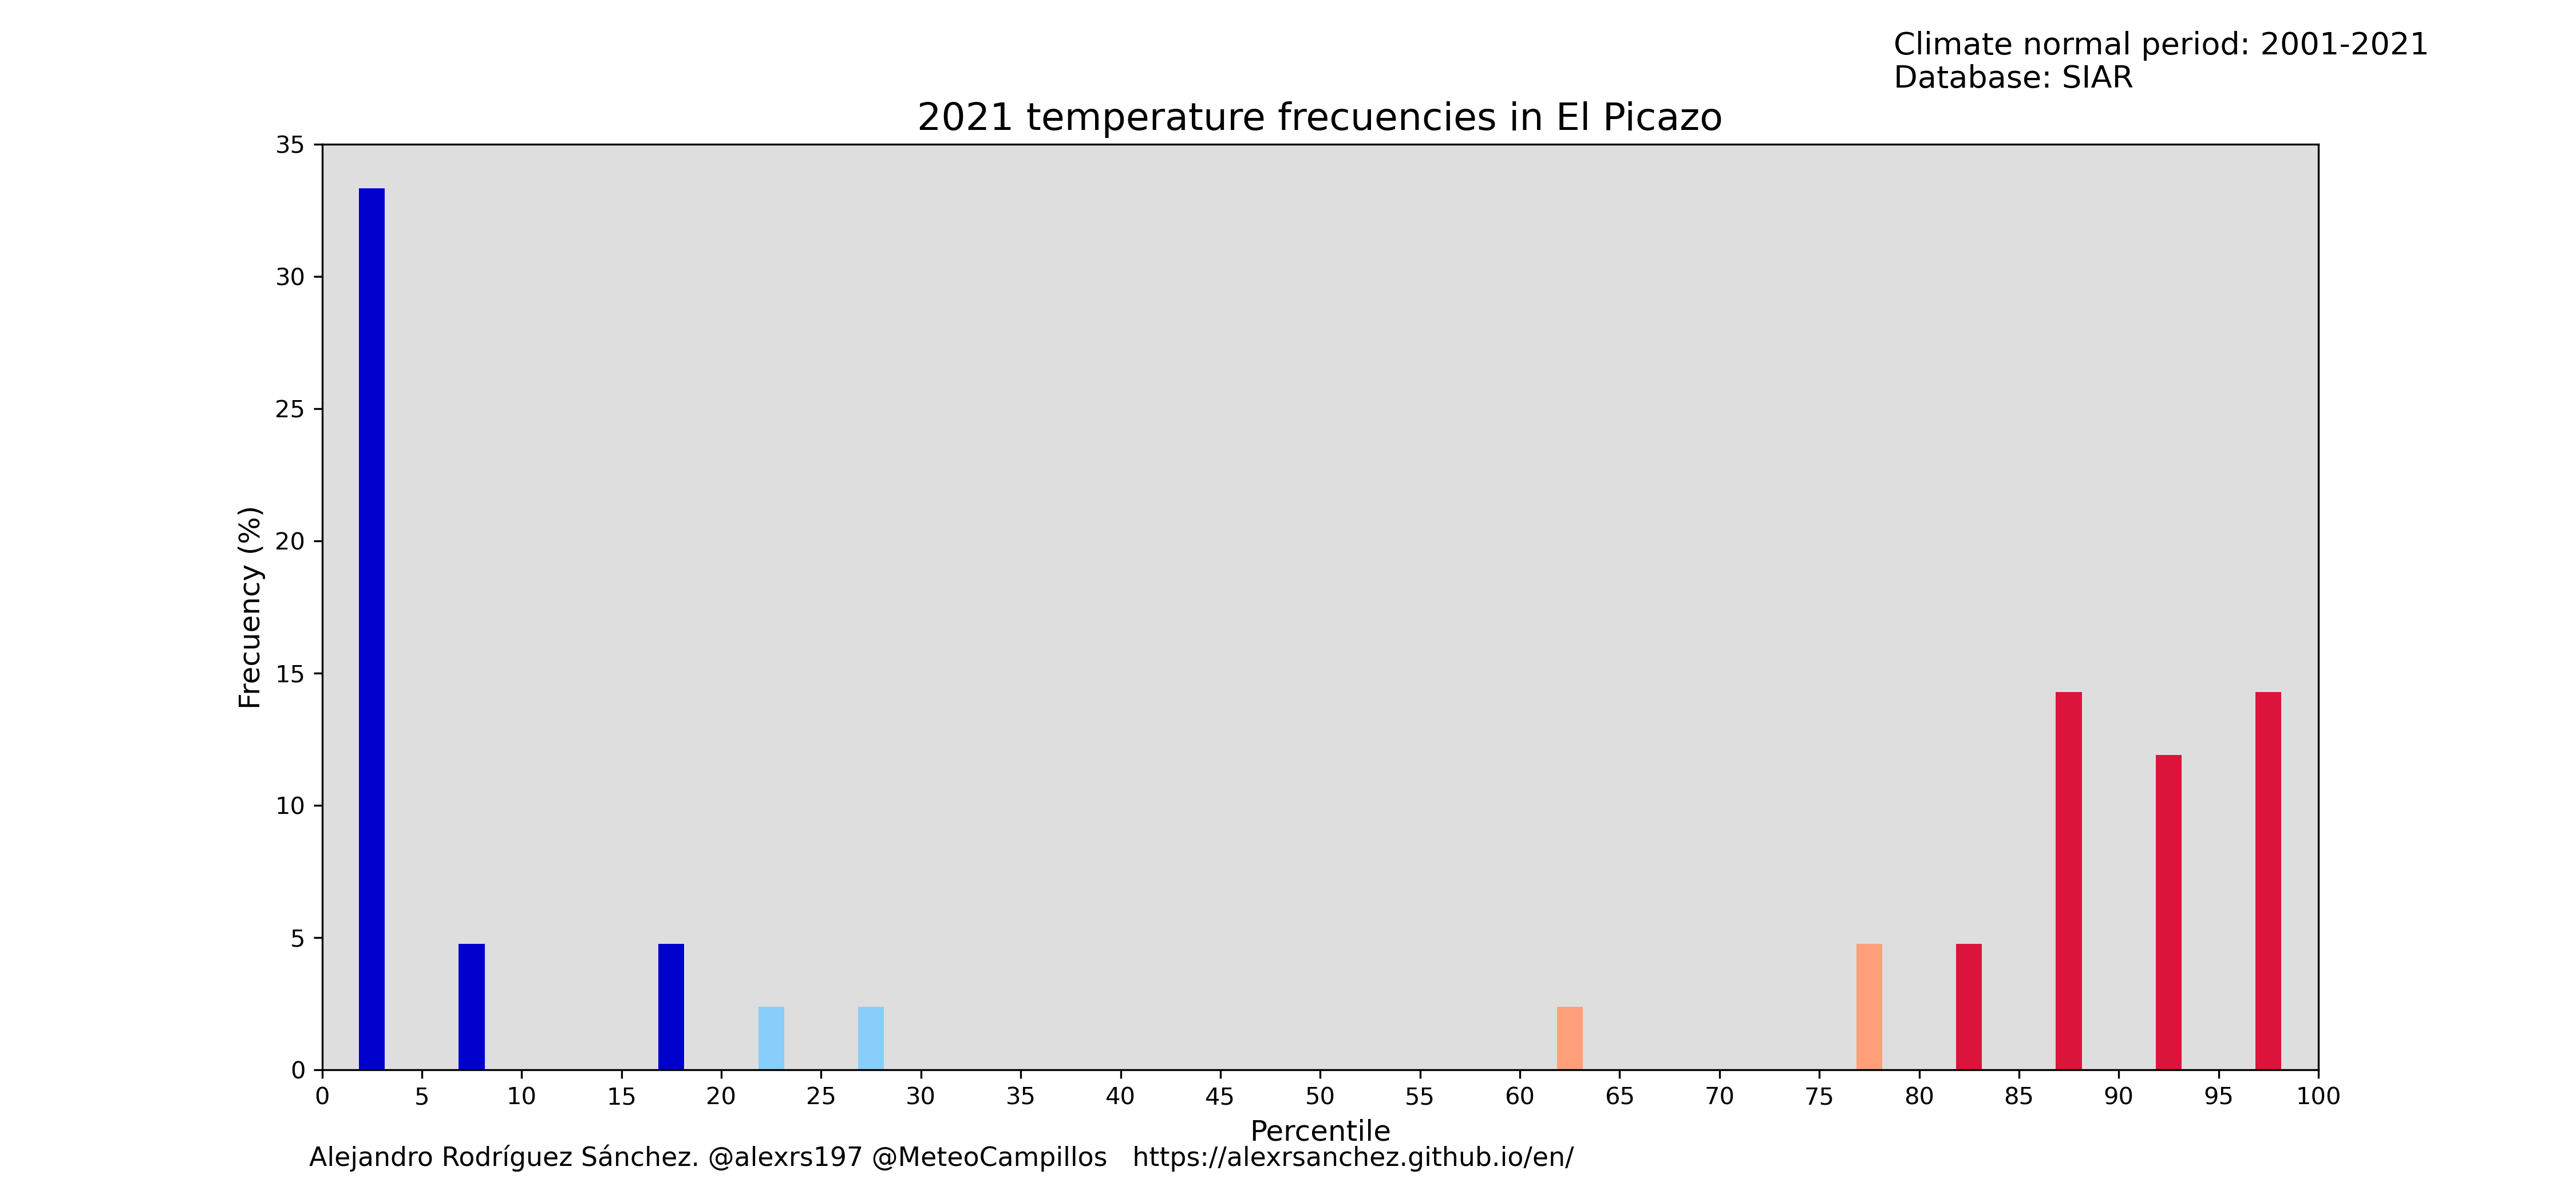 Climate normal period: 2001-2021
Database: SIAR
2021 temperature frecuencies in El Picazo
35
30
25
20
15
10
5
0
Frecuency (%)
0 5 10 15 20 25 30 35 40 45 50 55 60 65 70 75 80 85 90 95 100
Percentile
Alejandro Rodríguez Sánchez. @alexrs197 @MeteoCampillos https://alexrsanchez.github.io/en/